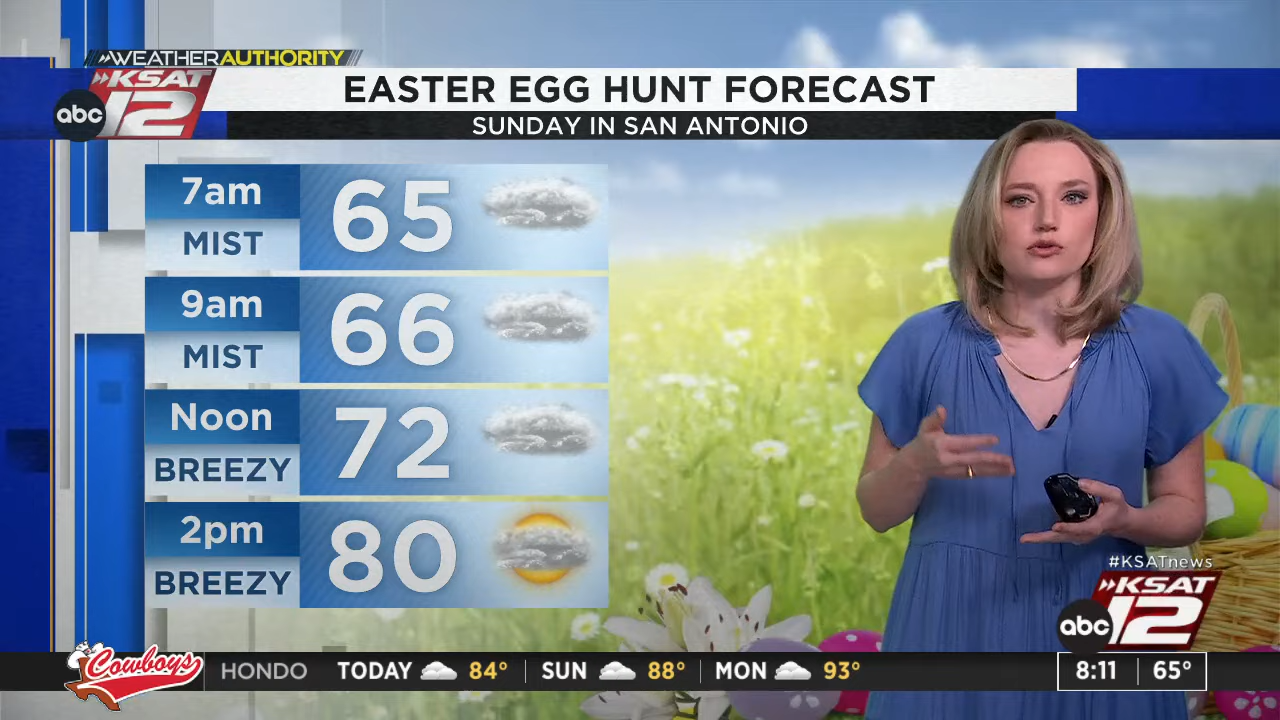 WEATHERAUTHORITY
KSAT
abc 12
EASTER EGG HUNT FORECAST
SUNDAY IN SAN ANTONIO
7am
MIST
65
9am
MIST
66
Noon
BREEZY
72
2pm
BREEZY
80
#KSATnews
KSAT
abc 12
Cowboys
HONDO TODAY 84° SUN 88° MON 93° 8:11 65°